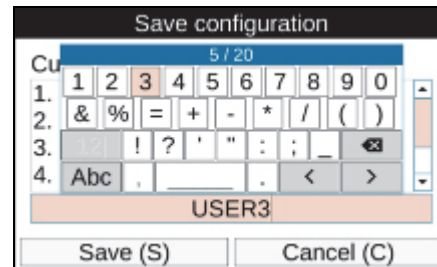 Save configuration
5 / 20
Cu
1.
2.
3.
4.
1 2 3 4 5 6 7 8 9 0
& % = + - * / ( )
12! ! ? ' " : ; _
Abc , . < >
USER3
Save (S) Cancel (C)